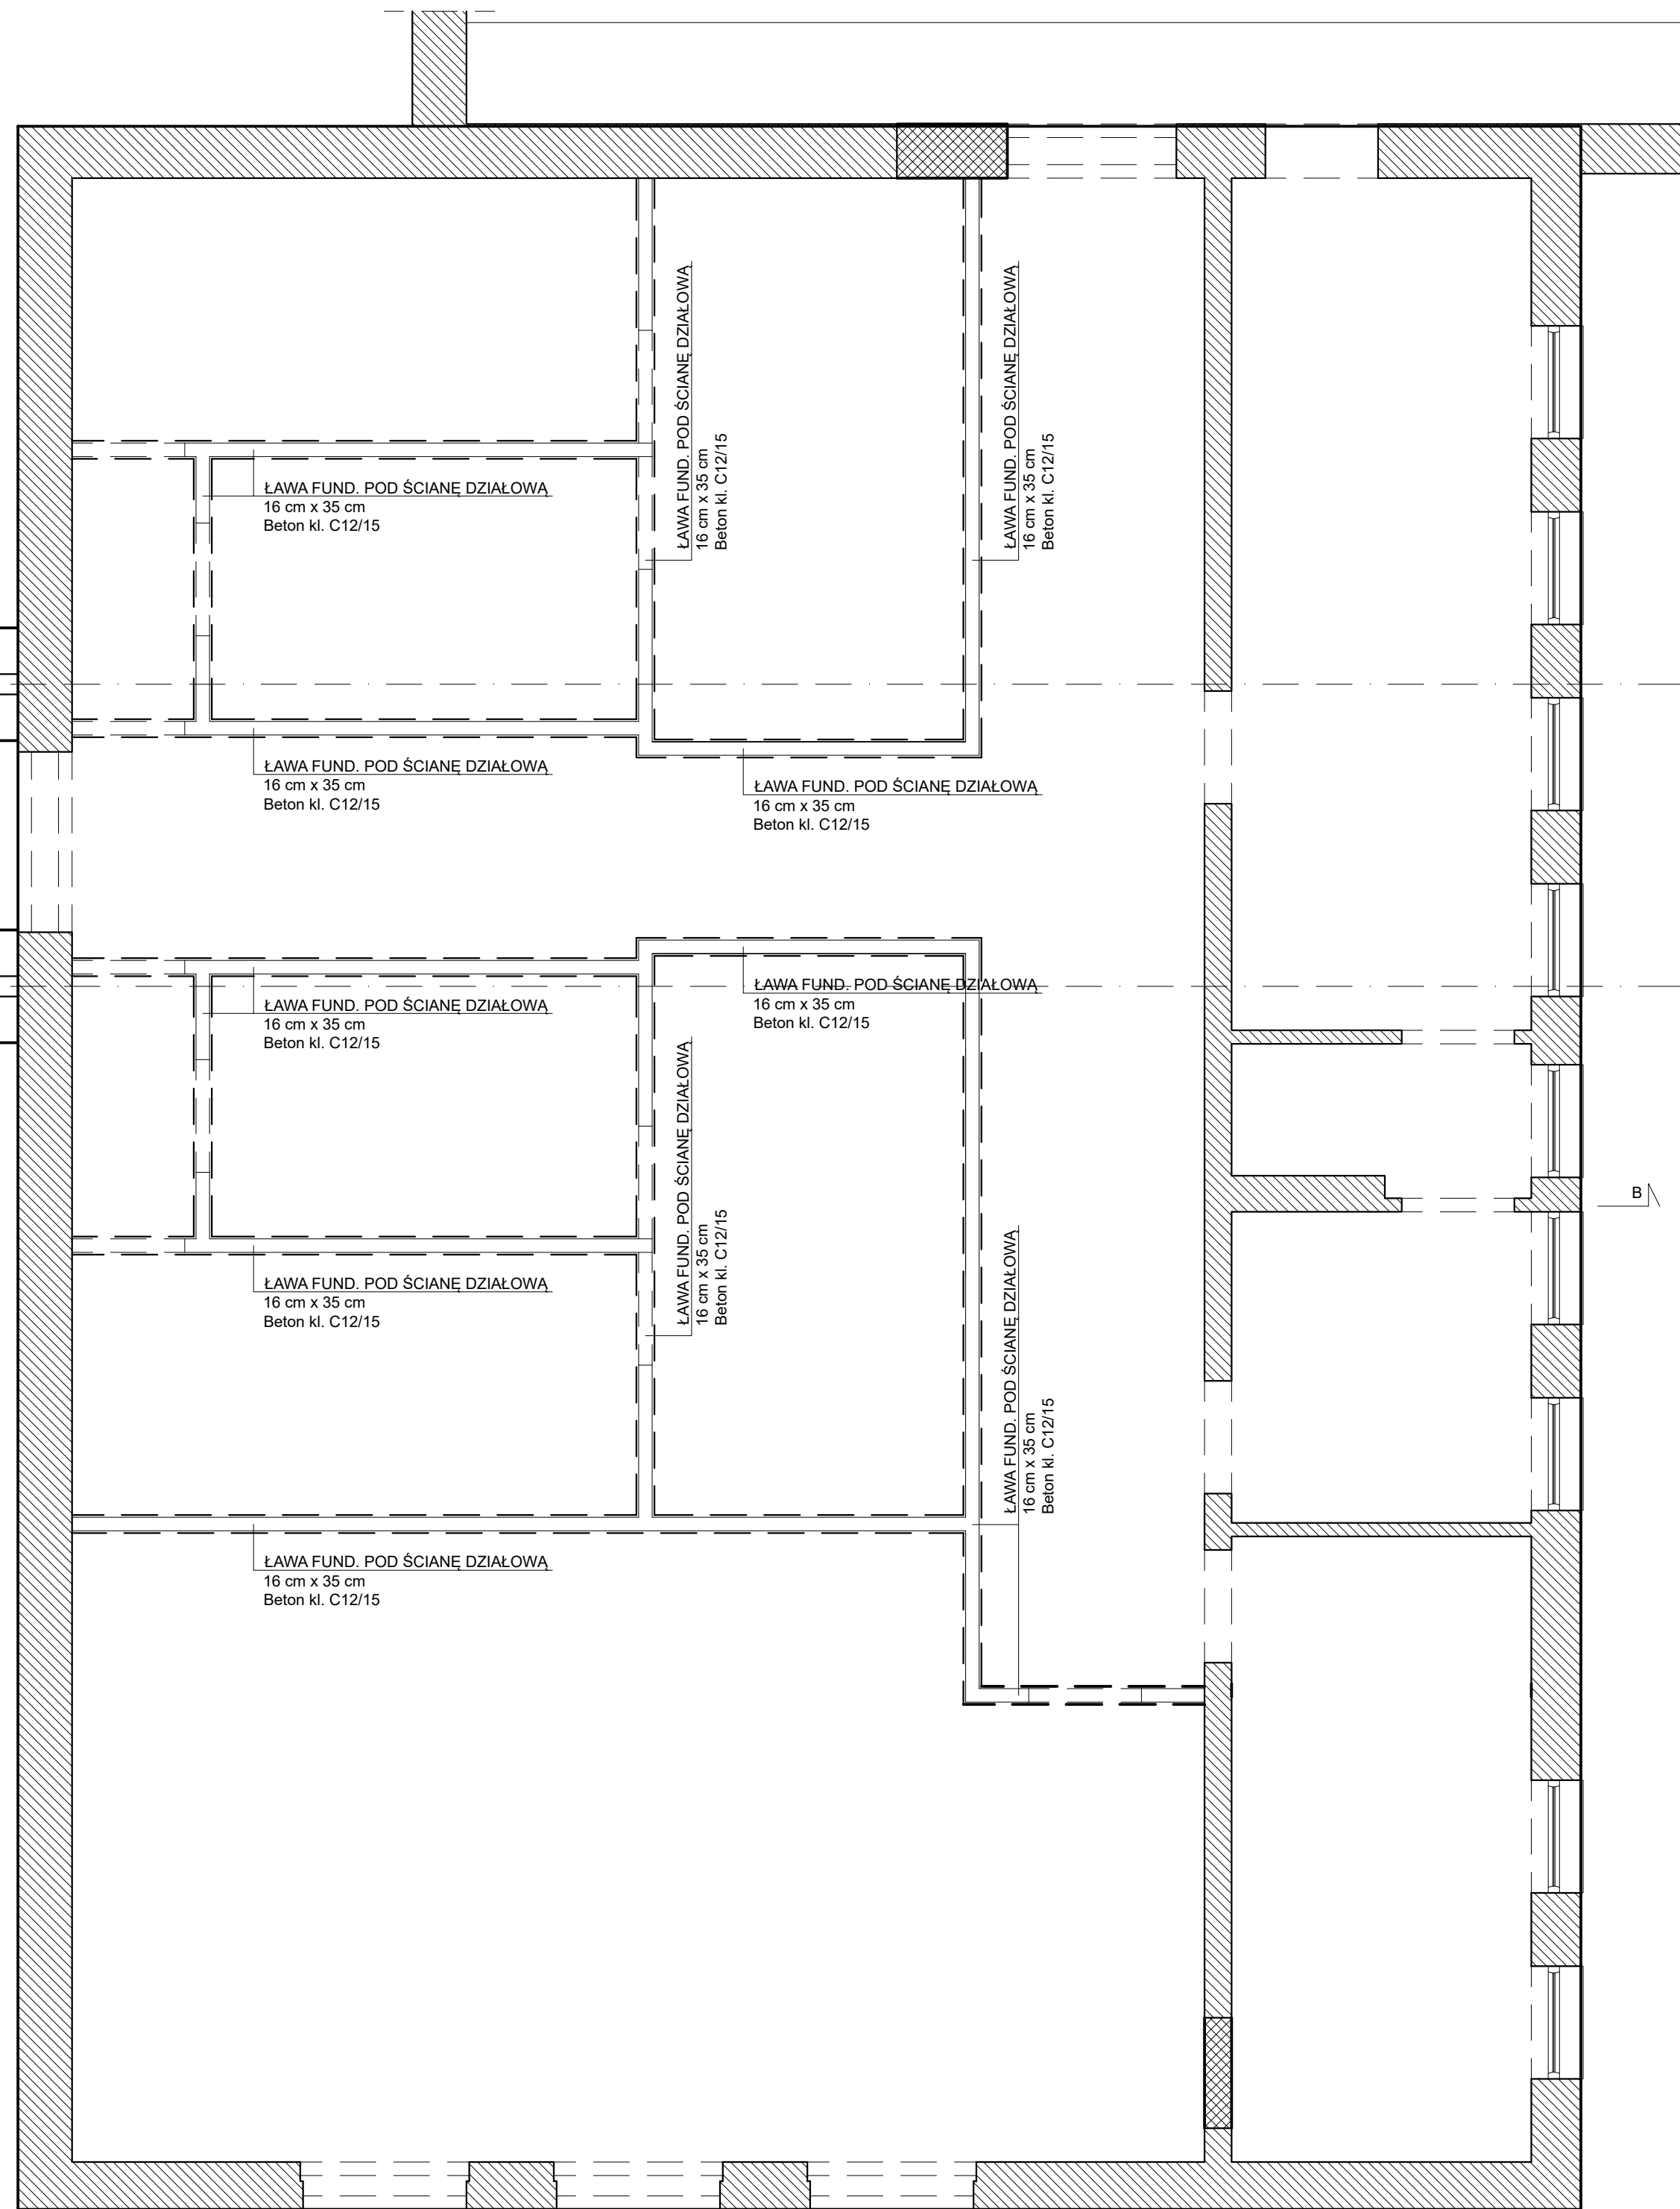 ŁAWA FUND. POD ŚCIANĘ DZIAŁOWĄ
16 cm x 35 cm
Beton kl. C12/15
ŁAWA FUND. POD ŚCIANĘ DZIAŁOWĄ
16 cm x 35 cm
Beton kl. C12/15
ŁAWA FUND. POD ŚCIANĘ DZIAŁOWĄ
16 cm x 35 cm
Beton kl. C12/15
ŁAWA FUND. POD ŚCIANĘ DZIAŁOWĄ
16 cm x 35 cm
Beton kl. C12/15
ŁAWA FUND. POD ŚCIANĘ DZIAŁOWĄ
16 cm x 35 cm
Beton kl. C12/15
ŁAWA FUND. POD ŚCIANĘ DZIAŁOWĄ
16 cm x 35 cm
Beton kl. C12/15
ŁAWA FUND. POD ŚCIANĘ DZIAŁOWĄ
16 cm x 35 cm
Beton kl. C12/15
ŁAWA FUND. POD ŚCIANĘ DZIAŁOWĄ
16 cm x 35 cm
Beton kl. C12/15
B
ŁAWA FUND. POD ŚCIANĘ DZIAŁOWĄ
16 cm x 35 cm
Beton kl. C12/15
ŁAWA FUND. POD ŚCIANĘ DZIAŁOWĄ
16 cm x 35 cm
Beton kl. C12/15
ŁAWA FUND. POD ŚCIANĘ DZIAŁOWĄ
16 cm x 35 cm
Beton kl. C12/15